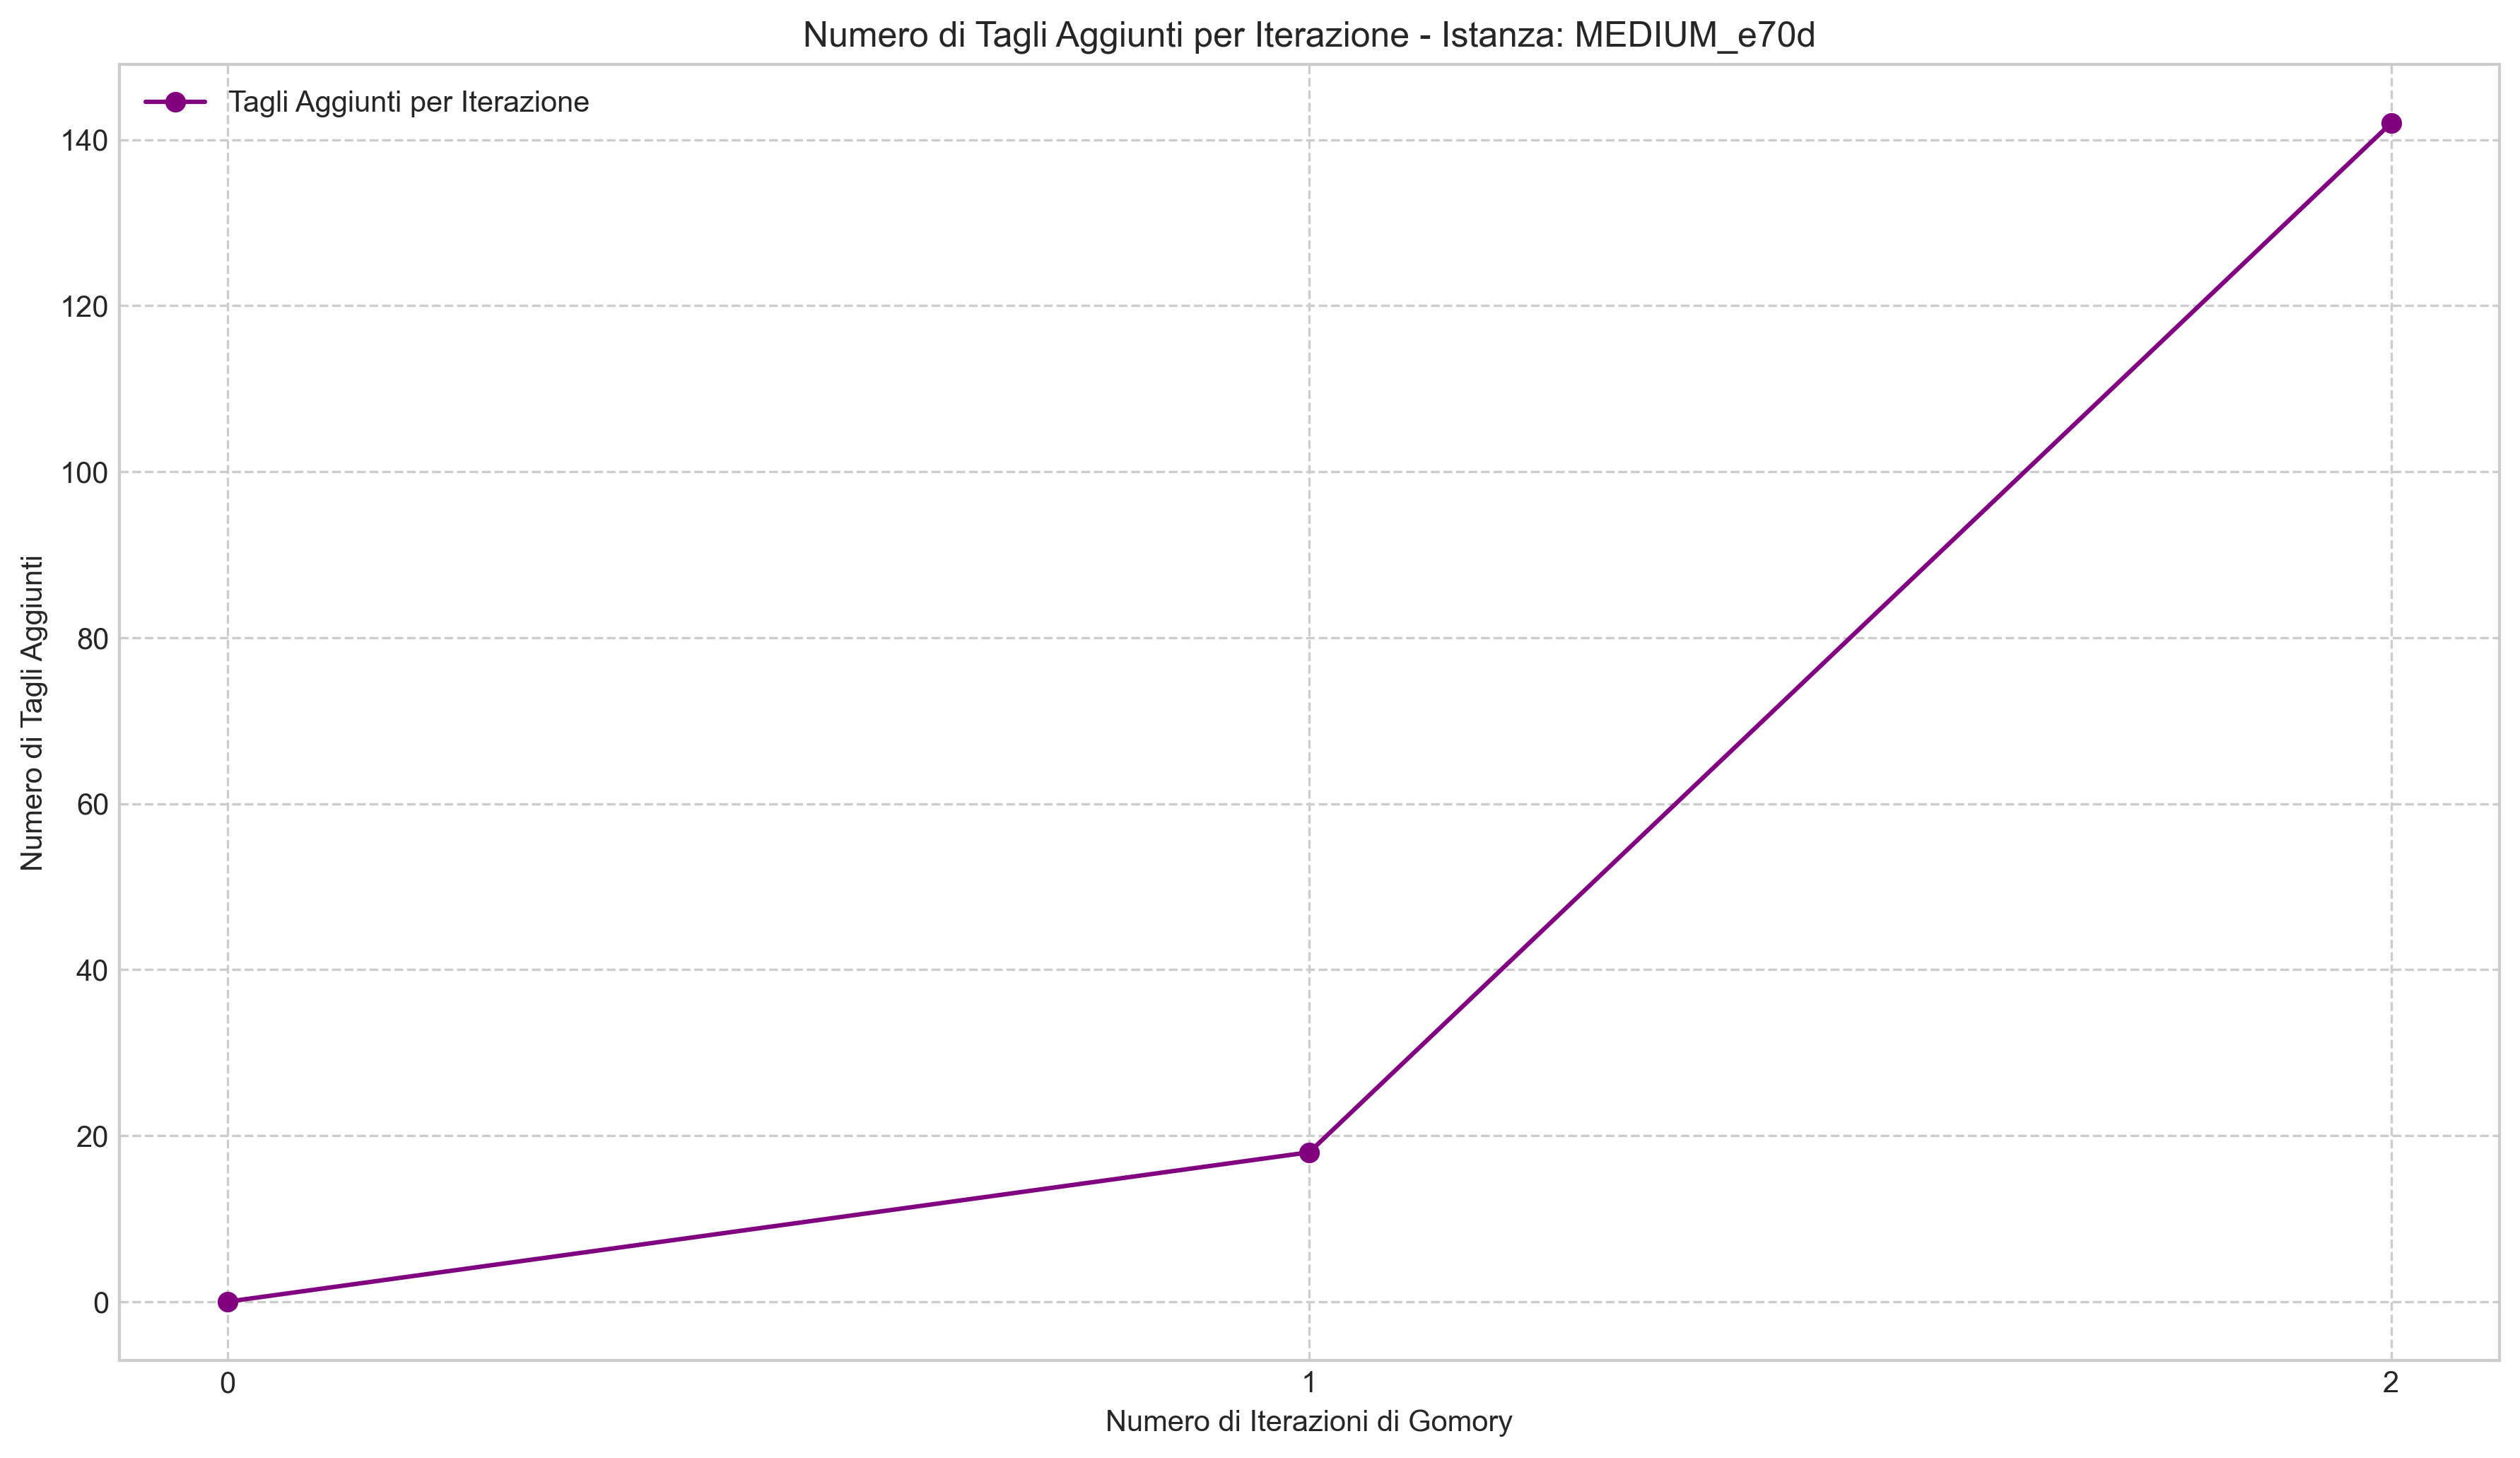 Numero di Tagli Aggiunti per Iterazione - Istanza: MEDIUM_e70d
Tagli Aggiunti per Iterazione
140
120
100
80
60
40
20
0
Numero di Tagli Aggiunti
0
1
2
Numero di Iterazioni di Gomory